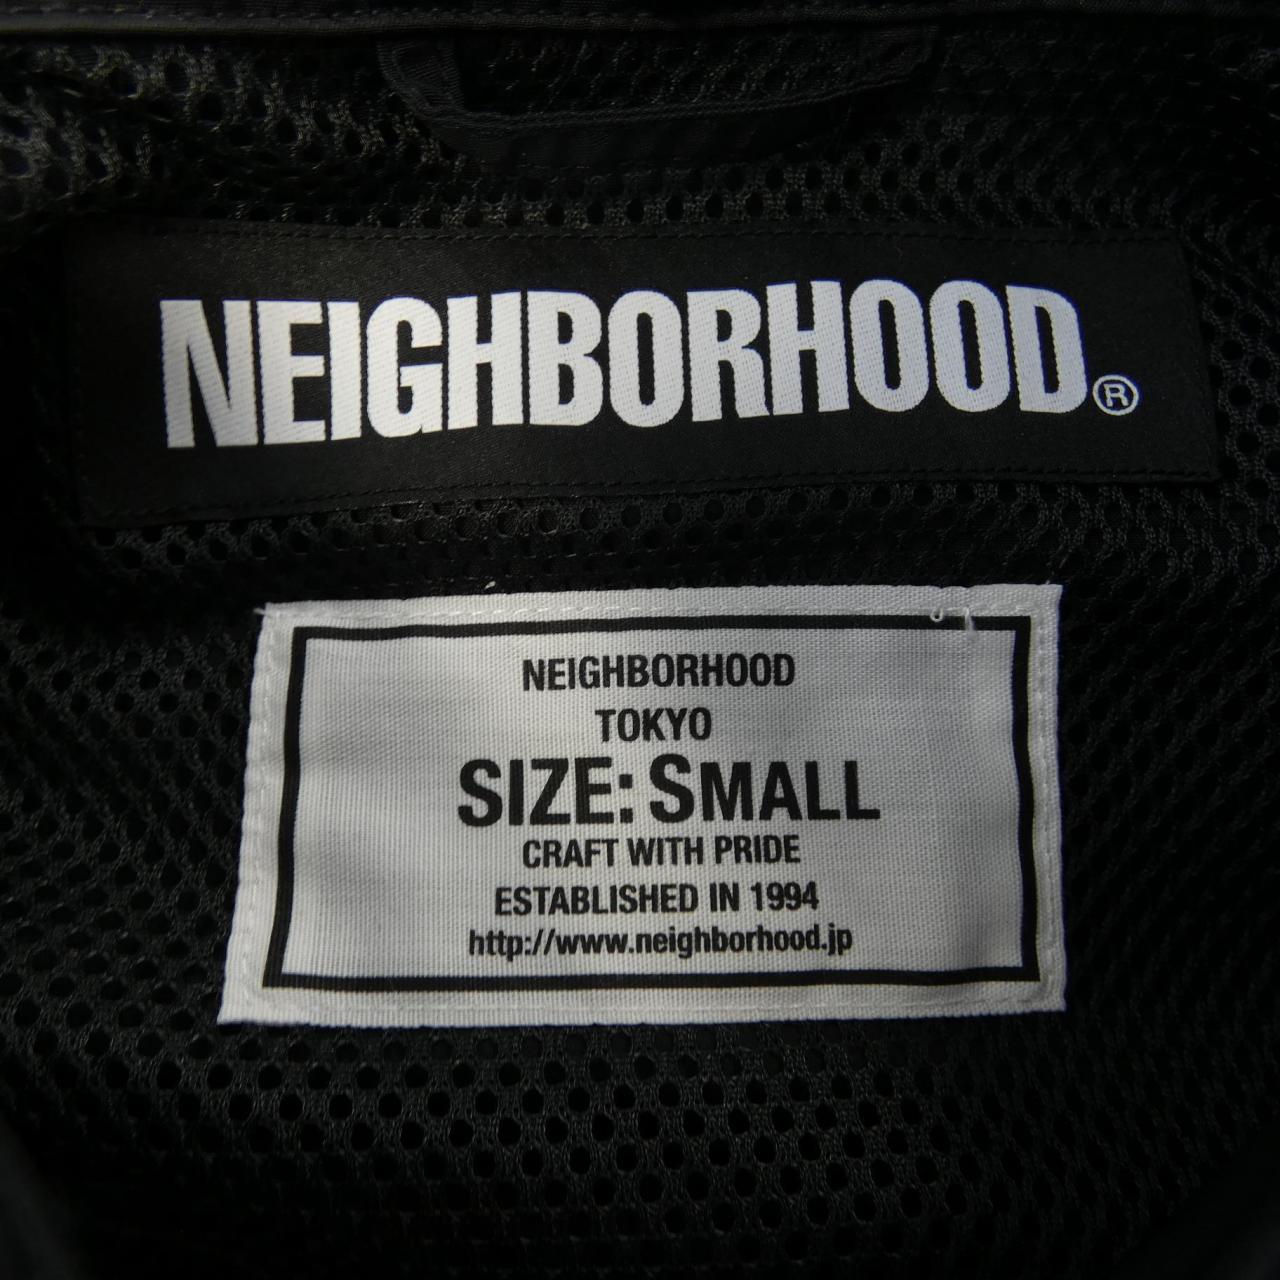 NEIGHBORHOOD®
NEIGHBORHOOD
TOKYO
SIZE: SMALL
CRAFT WITH PRIDE
ESTABLISHED IN 1994
http://www.neighborhood.jp